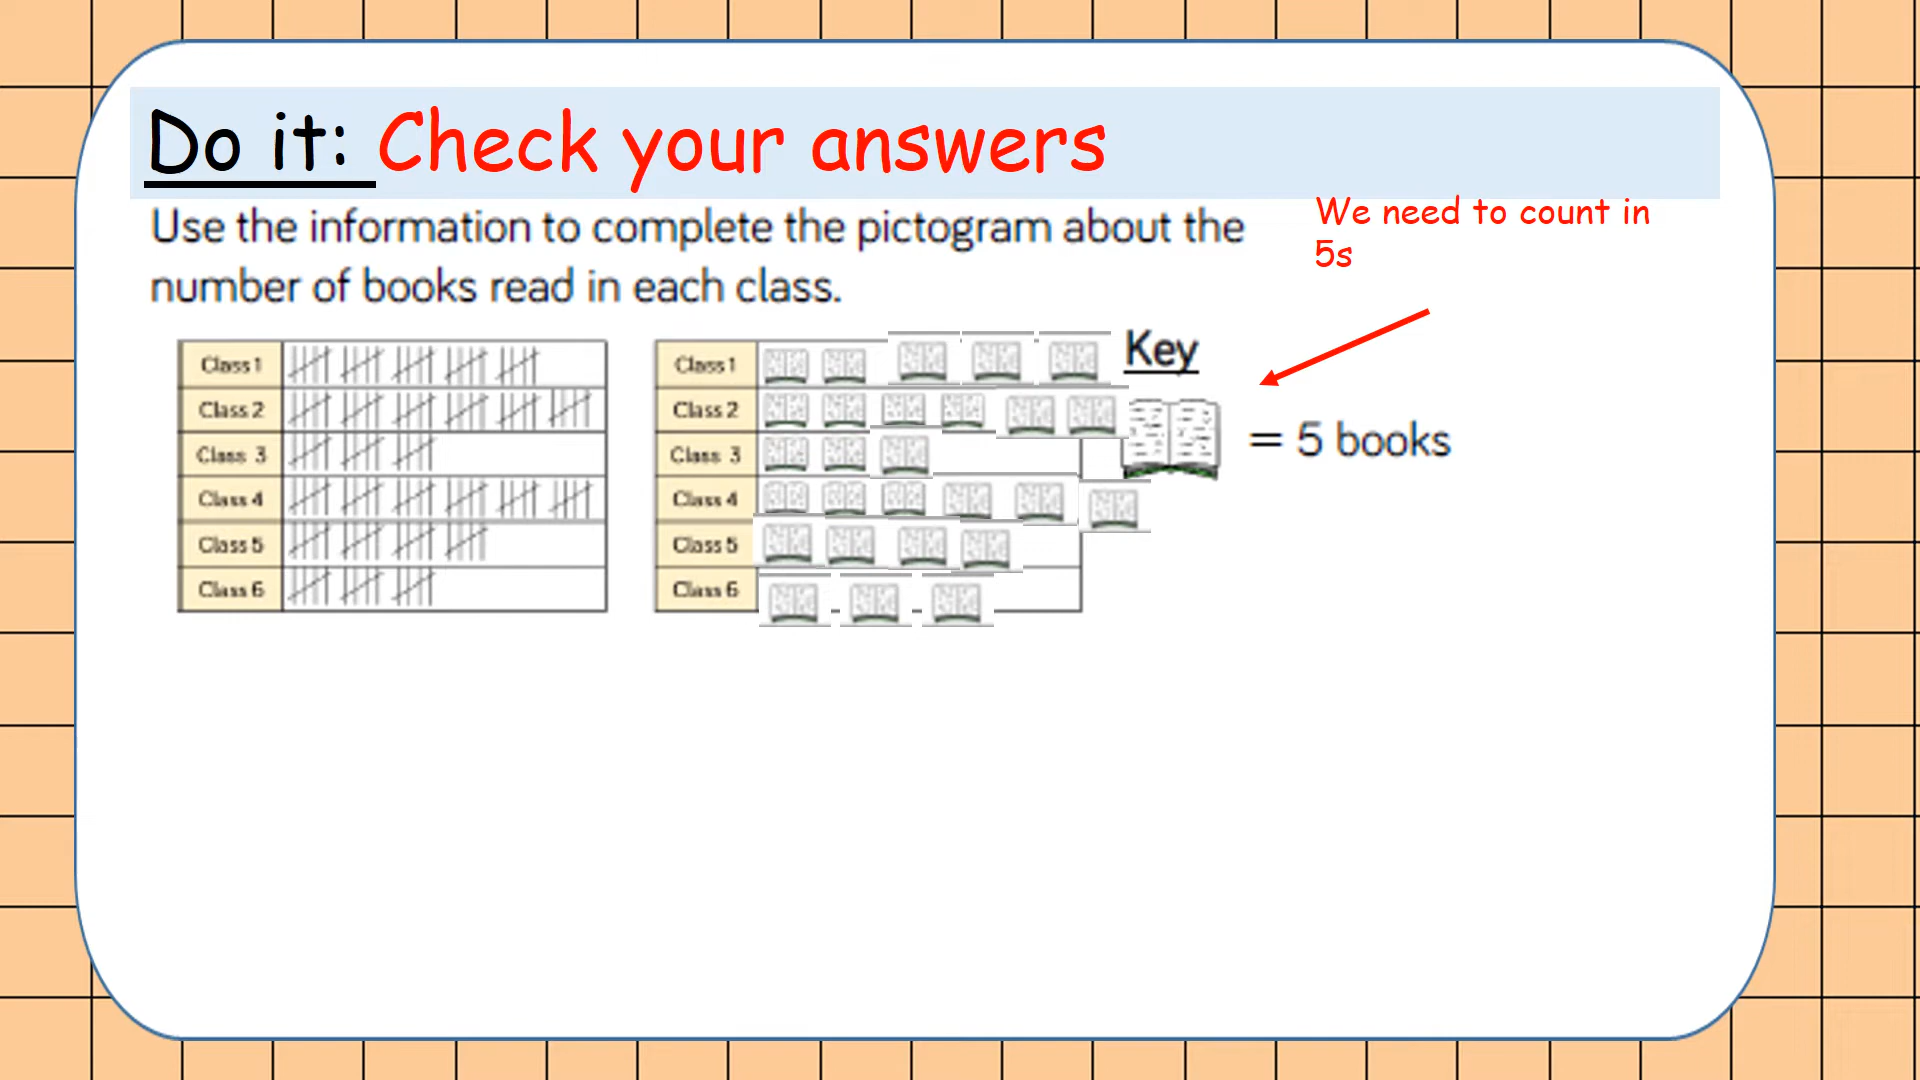 Do it: Check your answers
Use the information to complete the pictogram about the
number of books read in each class.
We need to count in
5s
Class 1
Class 2
Class 3
Class 4
Class 5
Class 6
Class 1
Class 2
Class 3
Class 4
Class 5
Class 6
Key
= 5 books